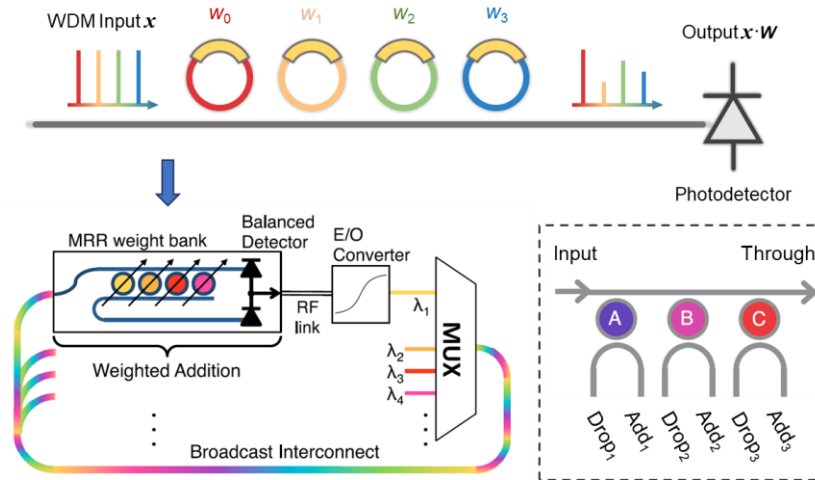 WDM Input x
w0
w1
w2
w3
Output x·W
Photodetector
MRR weight bank
Balanced
Detector
E/O
Converter
RF
link
λ1
λ2
λ3
λ4
MUX
Weighted Addition
Broadcast Interconnect
Input
Through
A
B
C
Drop1
Add1
Drop2
Add2
Drop3
Add3